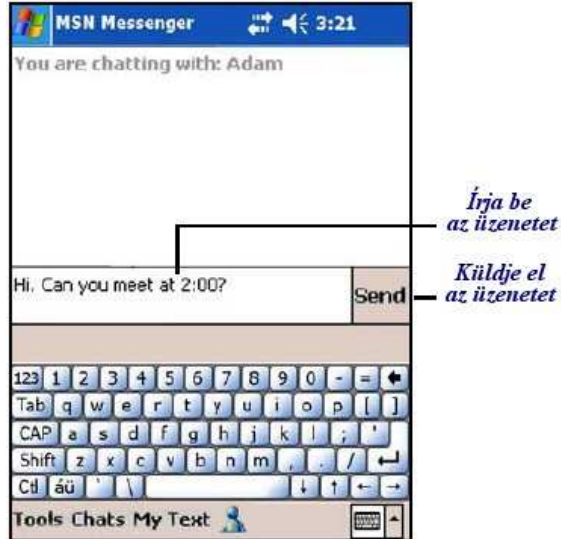 MSN Messenger 3:21
You are chatting with: Adam
Írja be
az üzenetet
Hi. Can you meet at 2:00?
Send
Küldje el
az üzenetet
123 1 2 3 4 5 6 7 8 9 0 - =
Tab q w e r t y u i o p [ ]
CAP a s d f g h j k l ; '
Shift z x c v b n m , . /
Ctl áü ` \
Tools Chats My Text